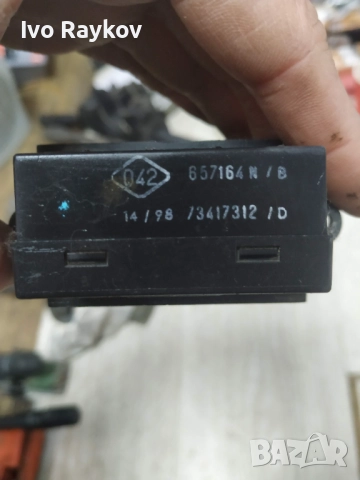 Ivo Raykov
042 657164 N / B
14 / 98 73417312 / D
BAZAR